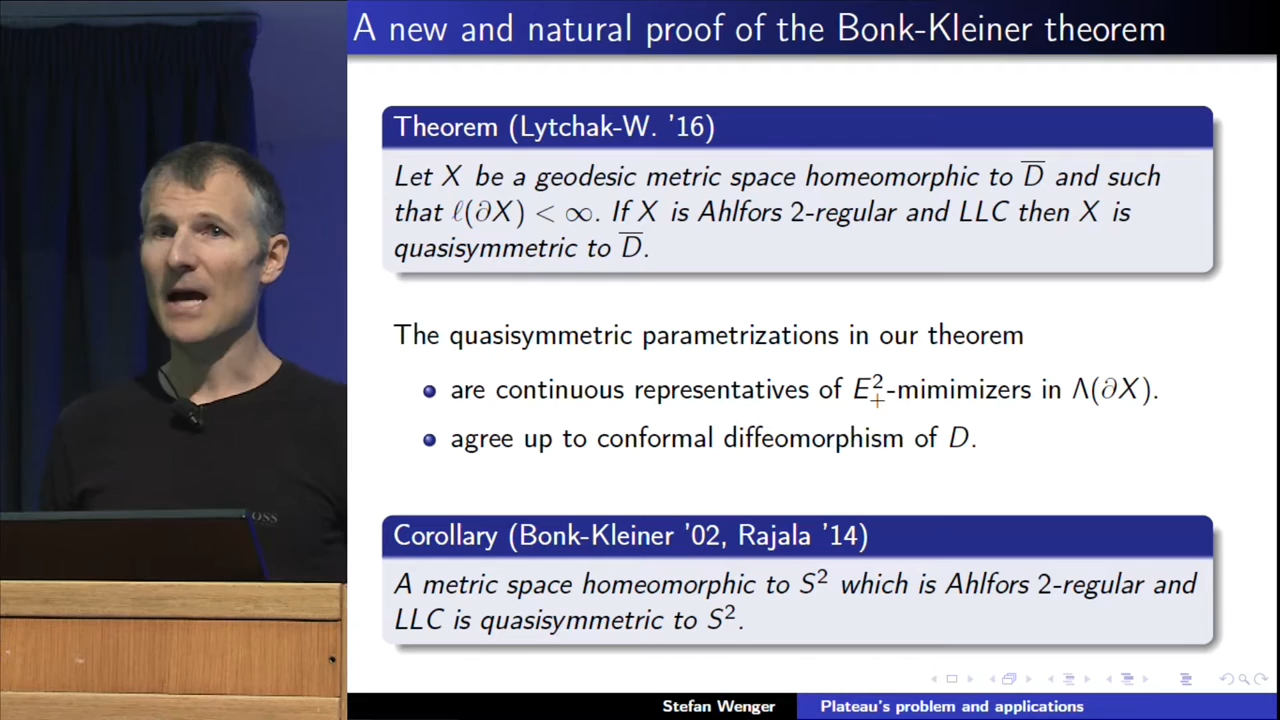 A new and natural proof of the Bonk-Kleiner theorem
Theorem (Lytchak-W. '16)
Let X be a geodesic metric space homeomorphic to D̅ and such
that ℓ(∂X) < ∞. If X is Ahlfors 2-regular and LLC then X is
quasisymmetric to D̅.
The quasisymmetric parametrizations in our theorem
are continuous representatives of E²₊-mimimizers in Λ(∂X).
agree up to conformal diffeomorphism of D.
Corollary (Bonk-Kleiner '02, Rajala '14)
A metric space homeomorphic to S² which is Ahlfors 2-regular and
LLC is quasisymmetric to S².
OSS
Stefan Wenger
Plateau's problem and applications